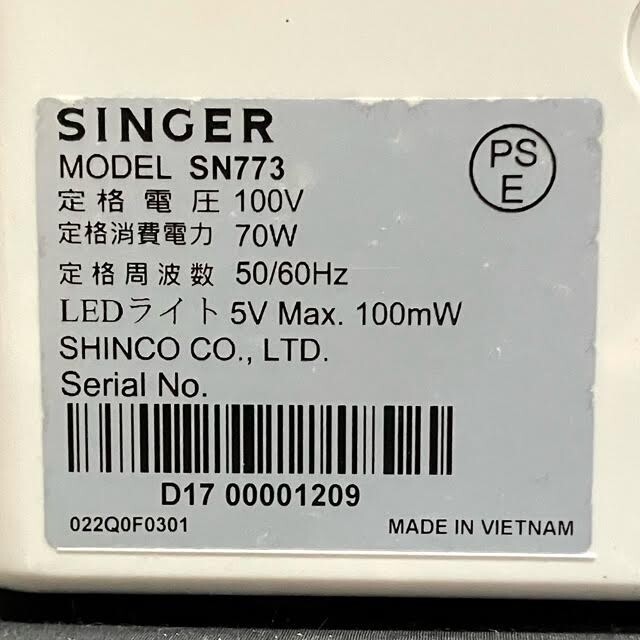 SINGER
MODEL SN773
PS
E
定格電圧 100V
定格消費電力 70W
定格周波数 50/60Hz
LEDライト 5V Max. 100mW
SHINCO CO., LTD.
Serial No.
D17 00001209
022Q0F0301
MADE IN VIETNAM